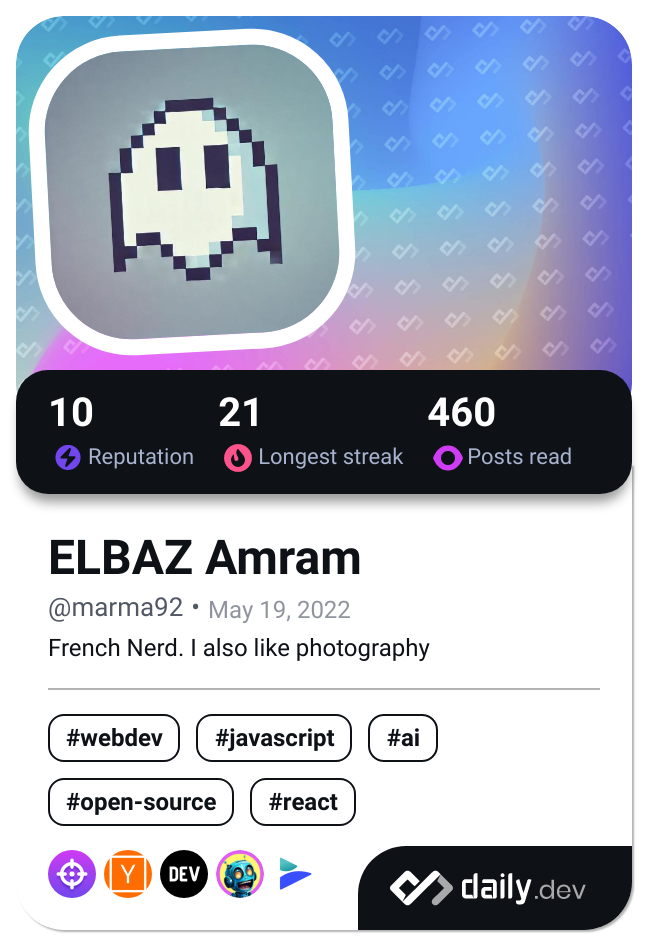 10 21 460
Reputation Longest streak Posts read
ELBAZ Amram
@marma92 • May 19, 2022
French Nerd. I also like photography
#webdev #javascript #ai
#open-source #react
Y DEV daily.dev